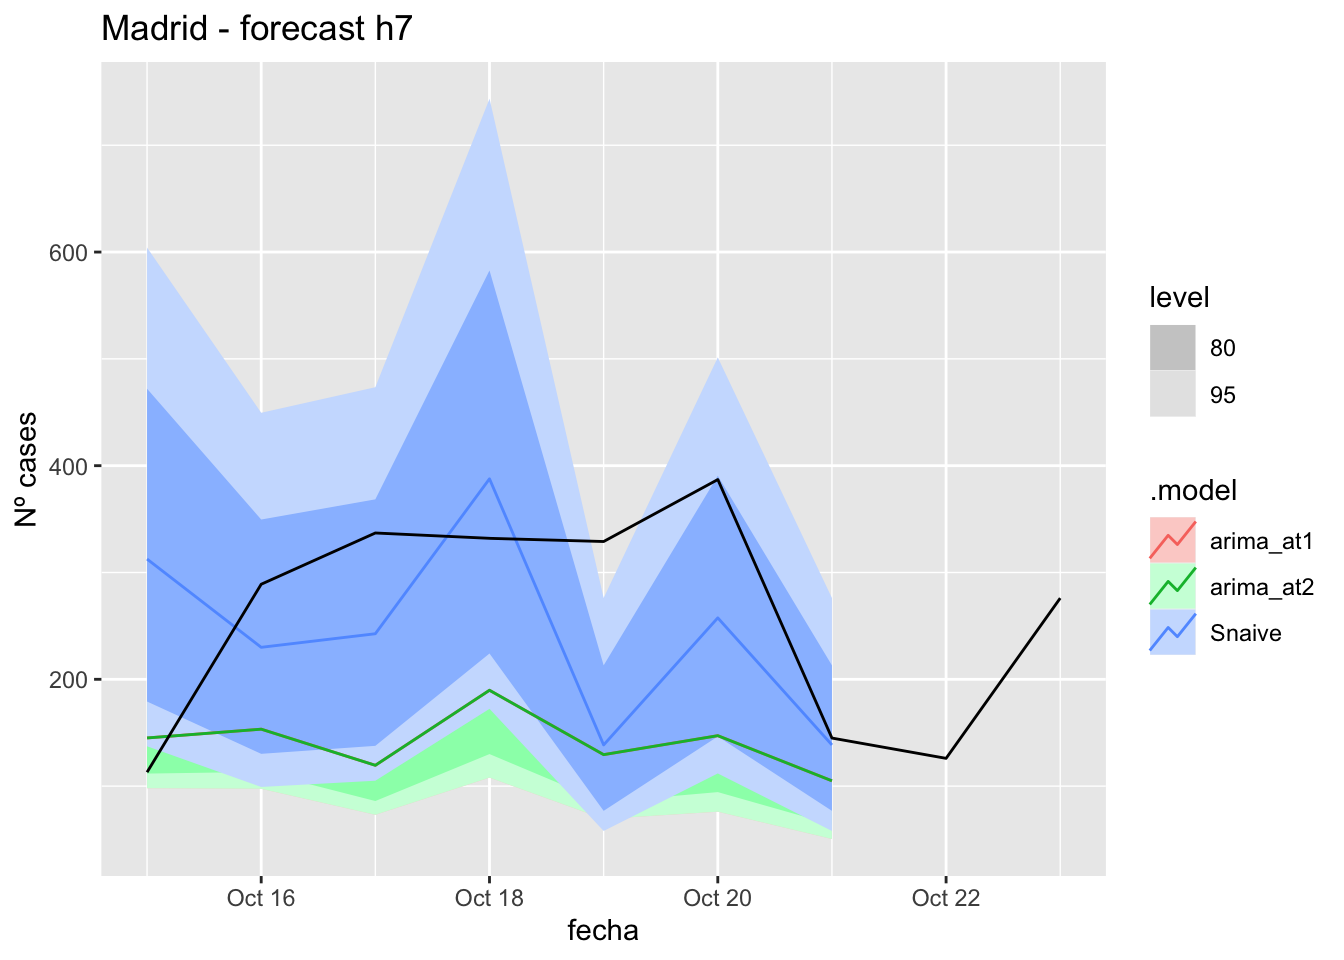 Madrid - forecast h7
Nº cases
600
400
200
Oct 16
Oct 18
Oct 20
Oct 22
fecha
level
80
95
.model
arima_at1
arima_at2
Snaive